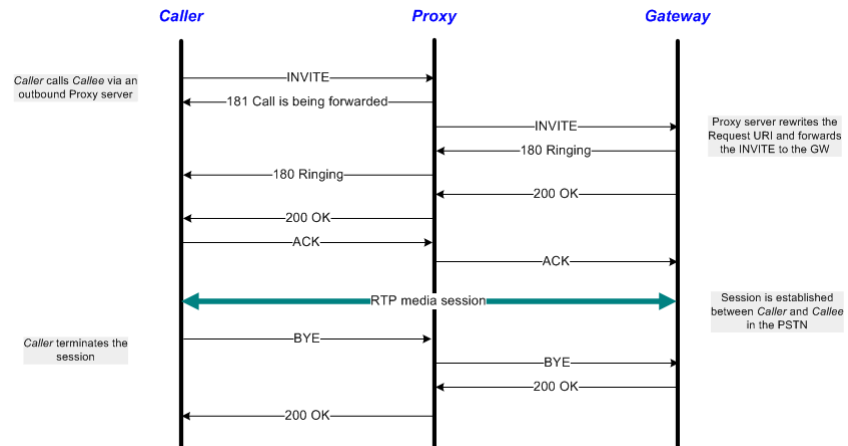 Caller
Proxy
Gateway
INVITE
Caller calls Callee via an
outbound Proxy server
181 Call is being forwarded
INVITE
Proxy server rewrites the
Request URI and forwards
the INVITE to the GW
180 Ringing
180 Ringing
200 OK
200 OK
ACK
ACK
RTP media session
Session is established
between Caller and Callee
in the PSTN
BYE
Caller terminates the
session
BYE
200 OK
200 OK